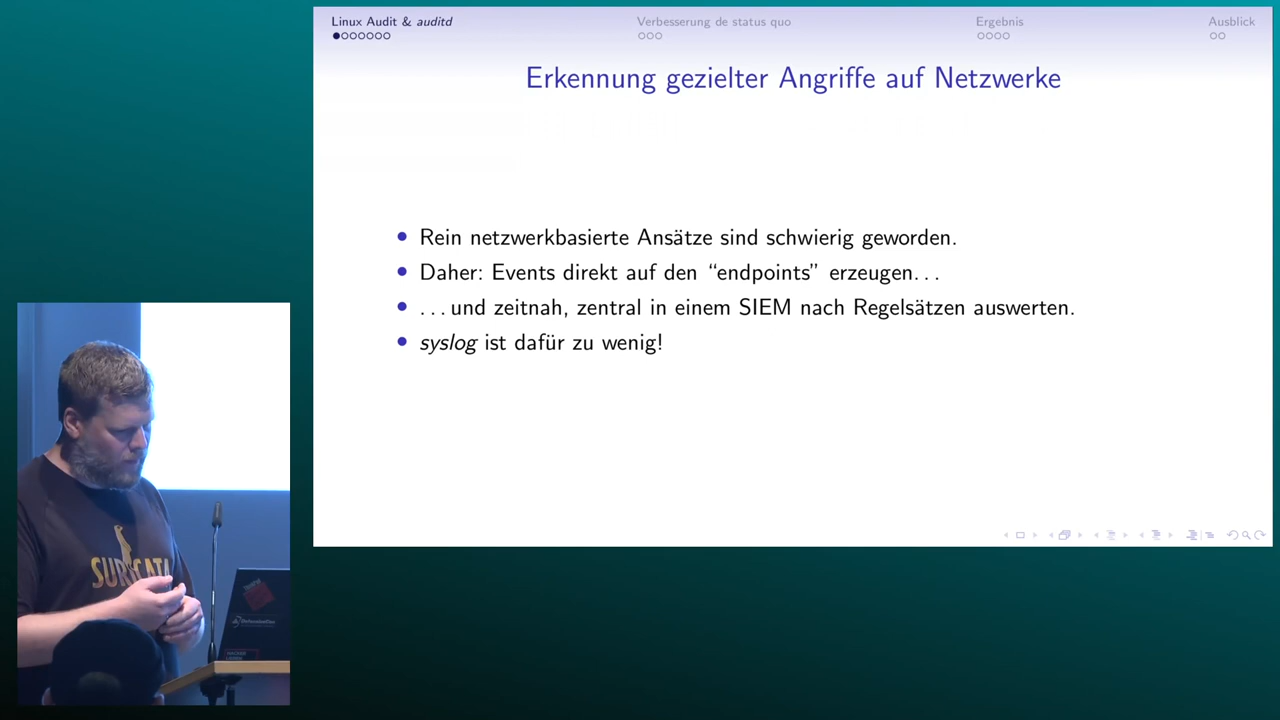 Linux Audit & auditd
Verbesserung de status quo
Ergebnis
Ausblick
Erkennung gezielter Angriffe auf Netzwerke
• Rein netzwerkbasierte Ansätze sind schwierig geworden.
• Daher: Events direkt auf den “endpoints” erzeugen...
• ...und zeitnah, zentral in einem SIEM nach Regelsätzen auswerten.
• syslog ist dafür zu wenig!